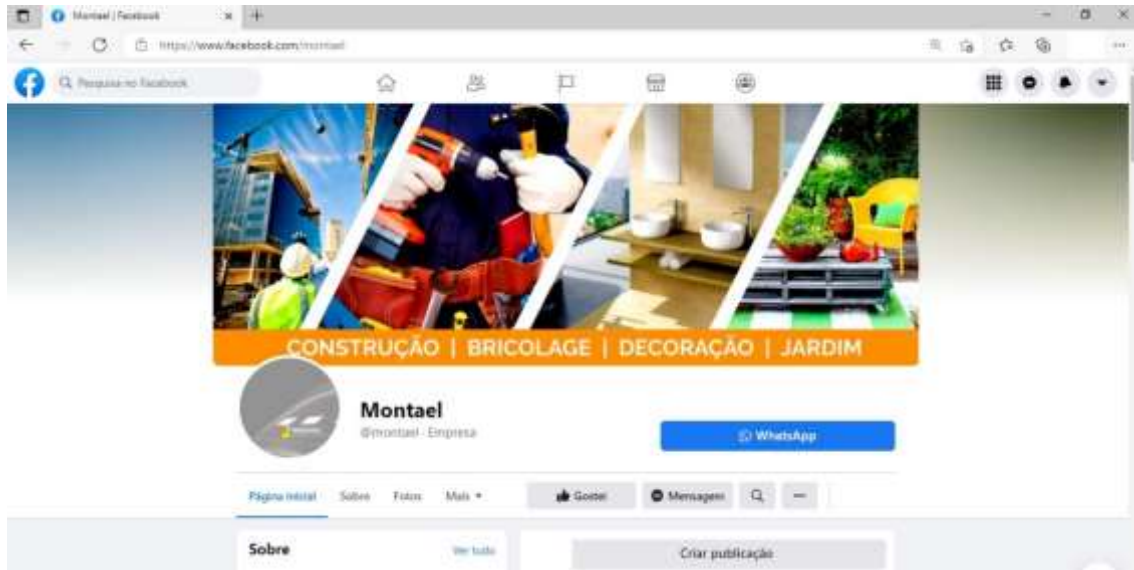 Montael | Facebook
https://www.facebook.com/montael
Pesquisa no Facebook
CONSTRUÇÃO | BRICOLAGE | DECORAÇÃO | JARDIM
Montael
@montael · Empresa
WhatsApp
Página inicial Sobre Fotos Mais Gostei Mensagem
Sobre Ver tudo
Criar publicação